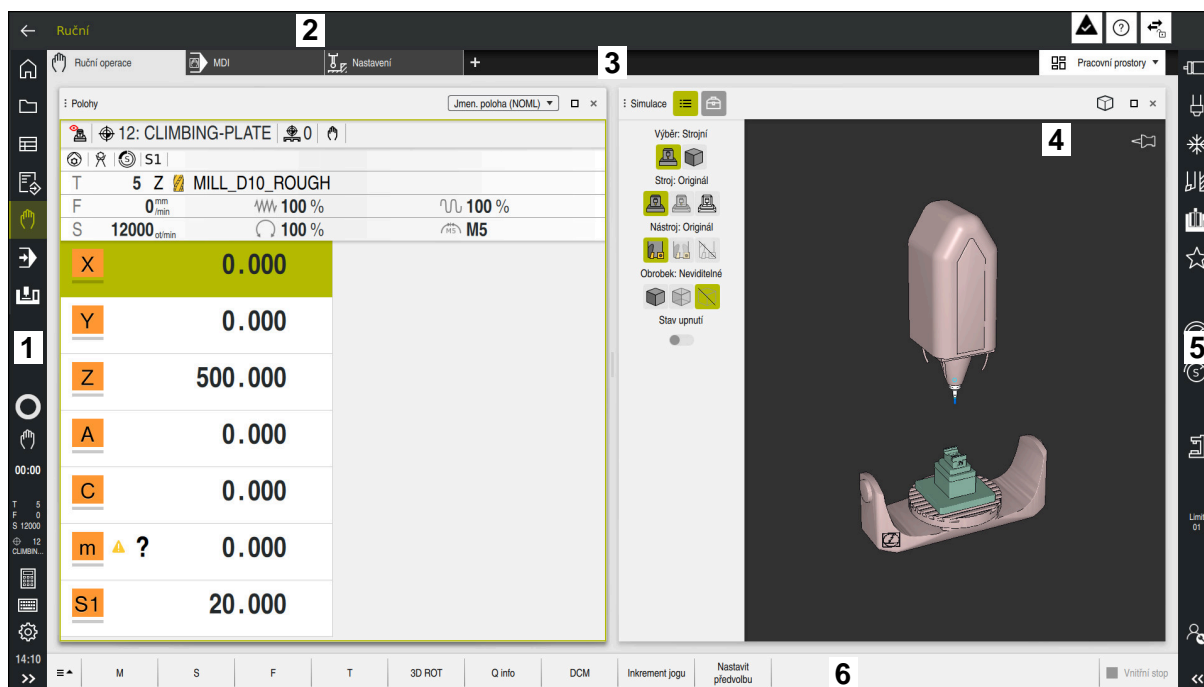 Ruční
2
Ruční operace
MDI
Nastavení
+
3
Pracovní prostory
Polohy
Jmen. poloha (NOML)
Simulace
12: CLIMBING-PLATE
0
S1
T 5 Z MILL_D10_ROUGH
F 0 mm/min 100 % 100 %
S 12000 ot/min 100 % M5
X 0.000
Y 0.000
Z 500.000
A 0.000
C 0.000
m ? 0.000
S1 20.000
Výběr: Strojní
Stroj: Originál
Nástroj: Originál
Obrobek: Neviditelné
Stav upnutí
4
1
00:00
T 5
F 0
S 12000
12
CLIMBIN...
14:10
5
Limit
01
M
S
F
T
3D ROT
Q info
DCM
Inkrement jogu
Nastavit
předvolbu
6
Vnitřní stop